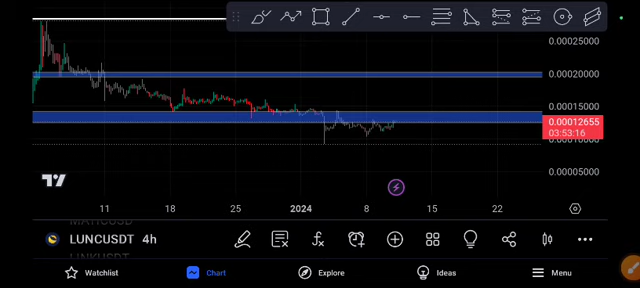 0.00025000
0.00020000
0.00015000
0.00012655
03:53:16
0.00010000
0.00005000
11 18 25 2024 8 15 22
LUNCUSDT 4h
Watchlist Chart Explore Ideas Menu